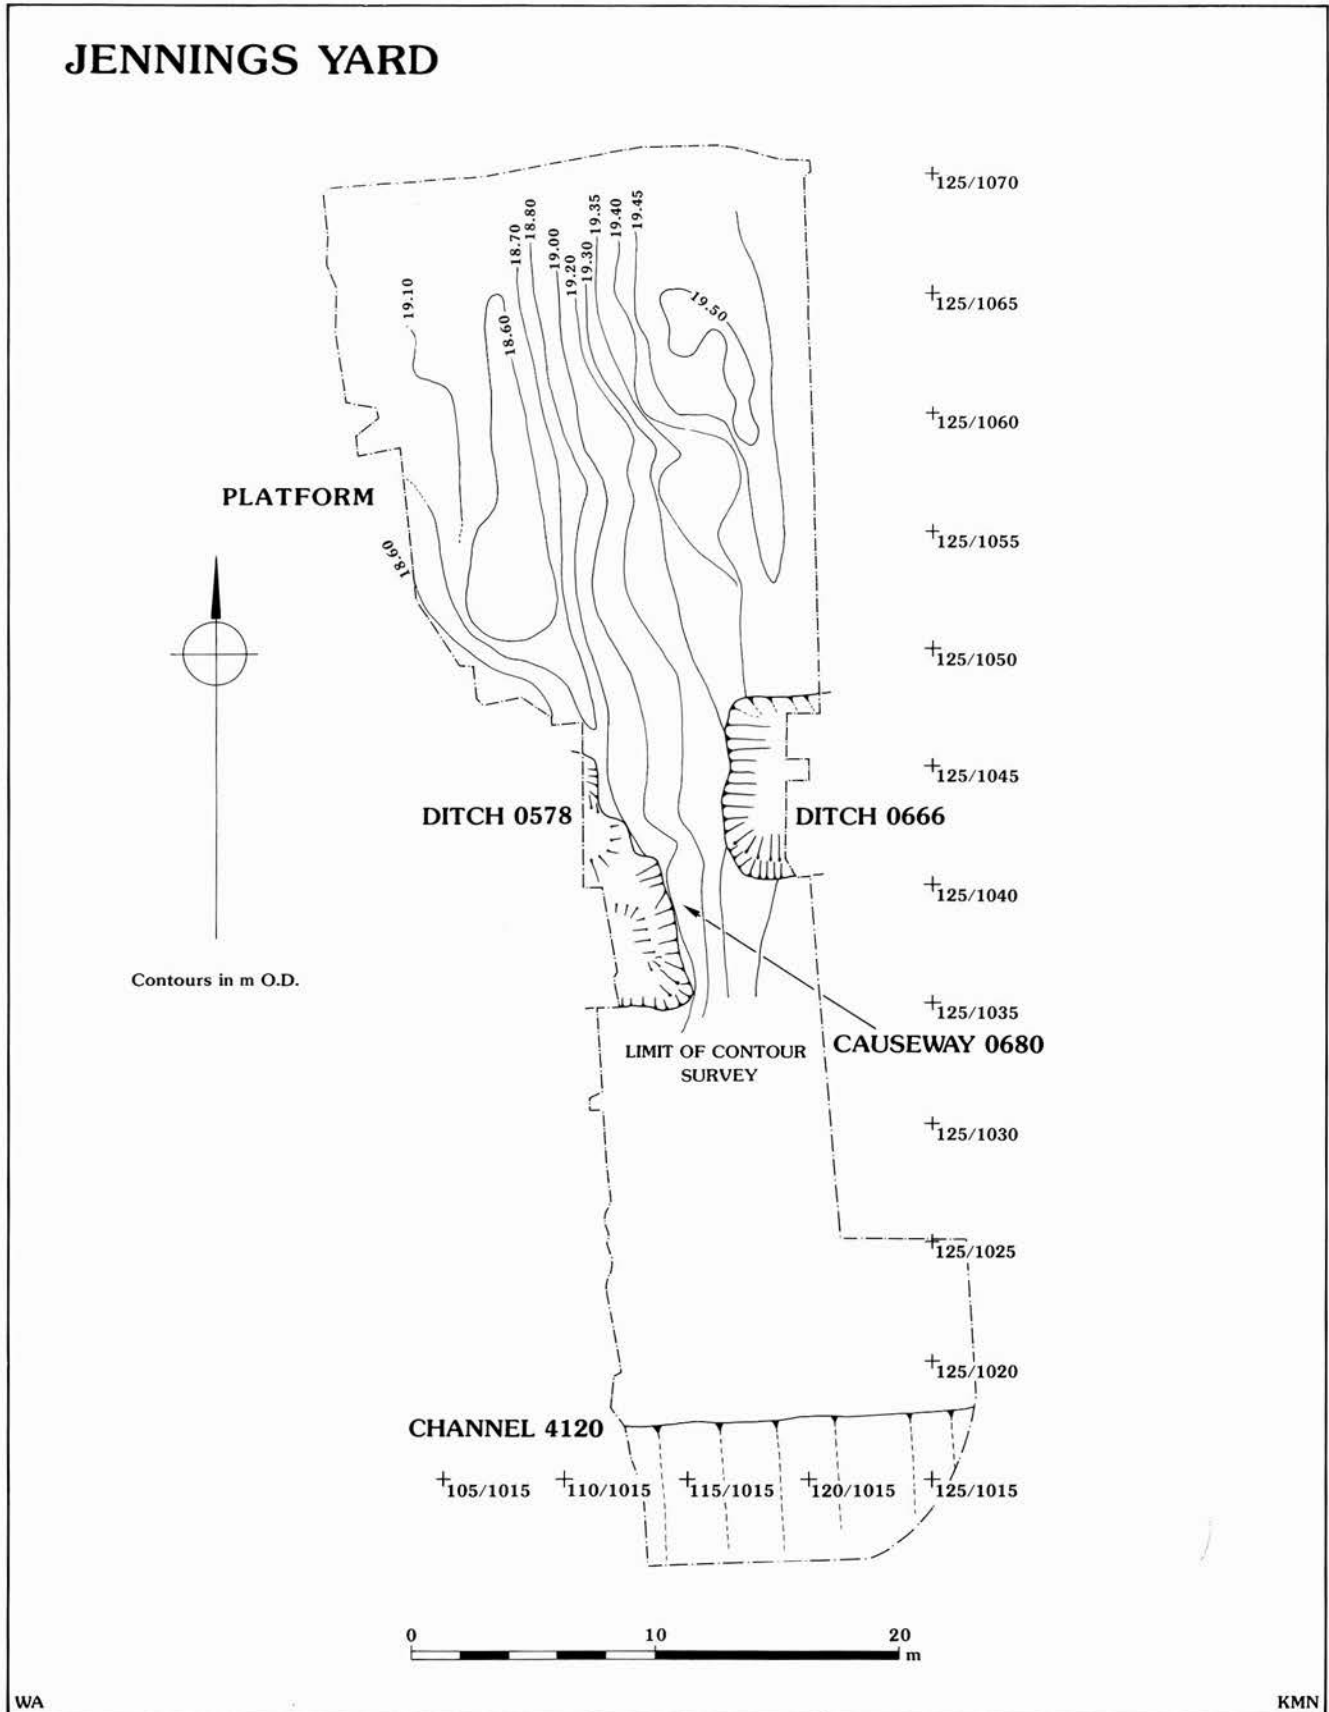 JENNINGS YARD
125/1070
19.10
18.60
18.70
18.80
19.00
19.20
19.30
19.35
19.40
19.45
19.50
125/1065
125/1060
PLATFORM
18.60
125/1055
125/1050
125/1045
DITCH 0578
DITCH 0666
125/1040
Contours in m O.D.
125/1035
LIMIT OF CONTOUR
SURVEY
CAUSEWAY 0680
125/1030
125/1025
125/1020
CHANNEL 4120
105/1015
110/1015
115/1015
120/1015
125/1015
0
10
20
m
WA
KMN